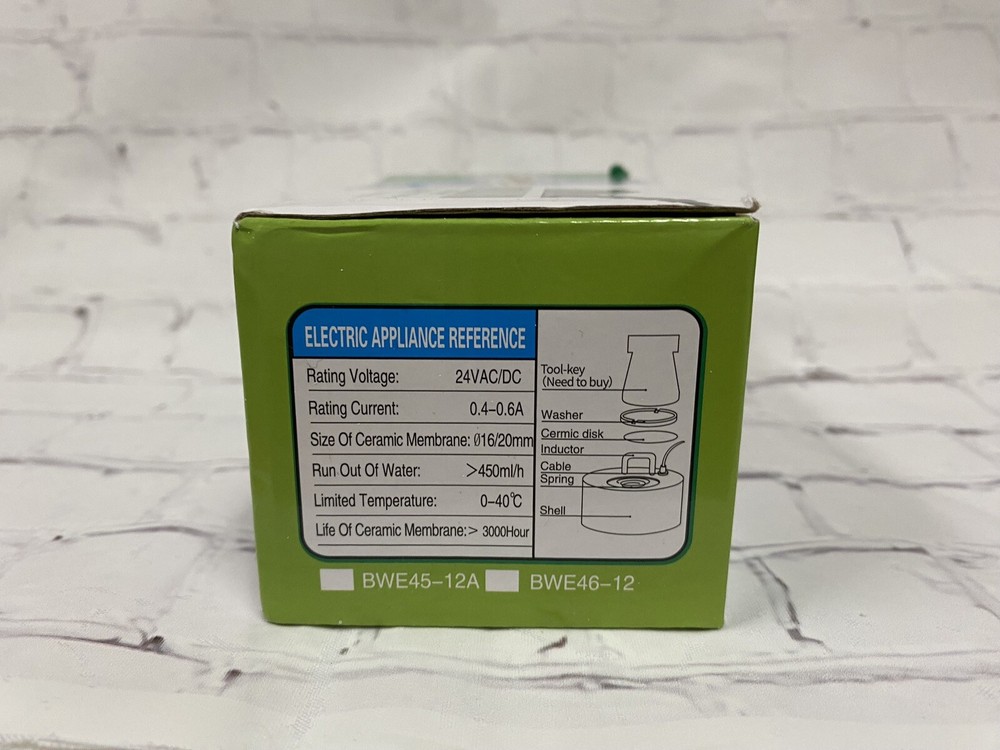 ELECTRIC APPLIANCE REFERENCE
Rating Voltage: 24VAC/DC
Rating Current: 0.4-0.6A
Size Of Ceramic Membrane: Ø16/20mm
Run Out Of Water: >450ml/h
Limited Temperature: 0-40℃
Life Of Ceramic Membrane:> 3000Hour
Tool-key
(Need to buy)
Washer
Cermic disk
Inductor
Cable
Spring
Shell
BWE45-12A BWE46-12